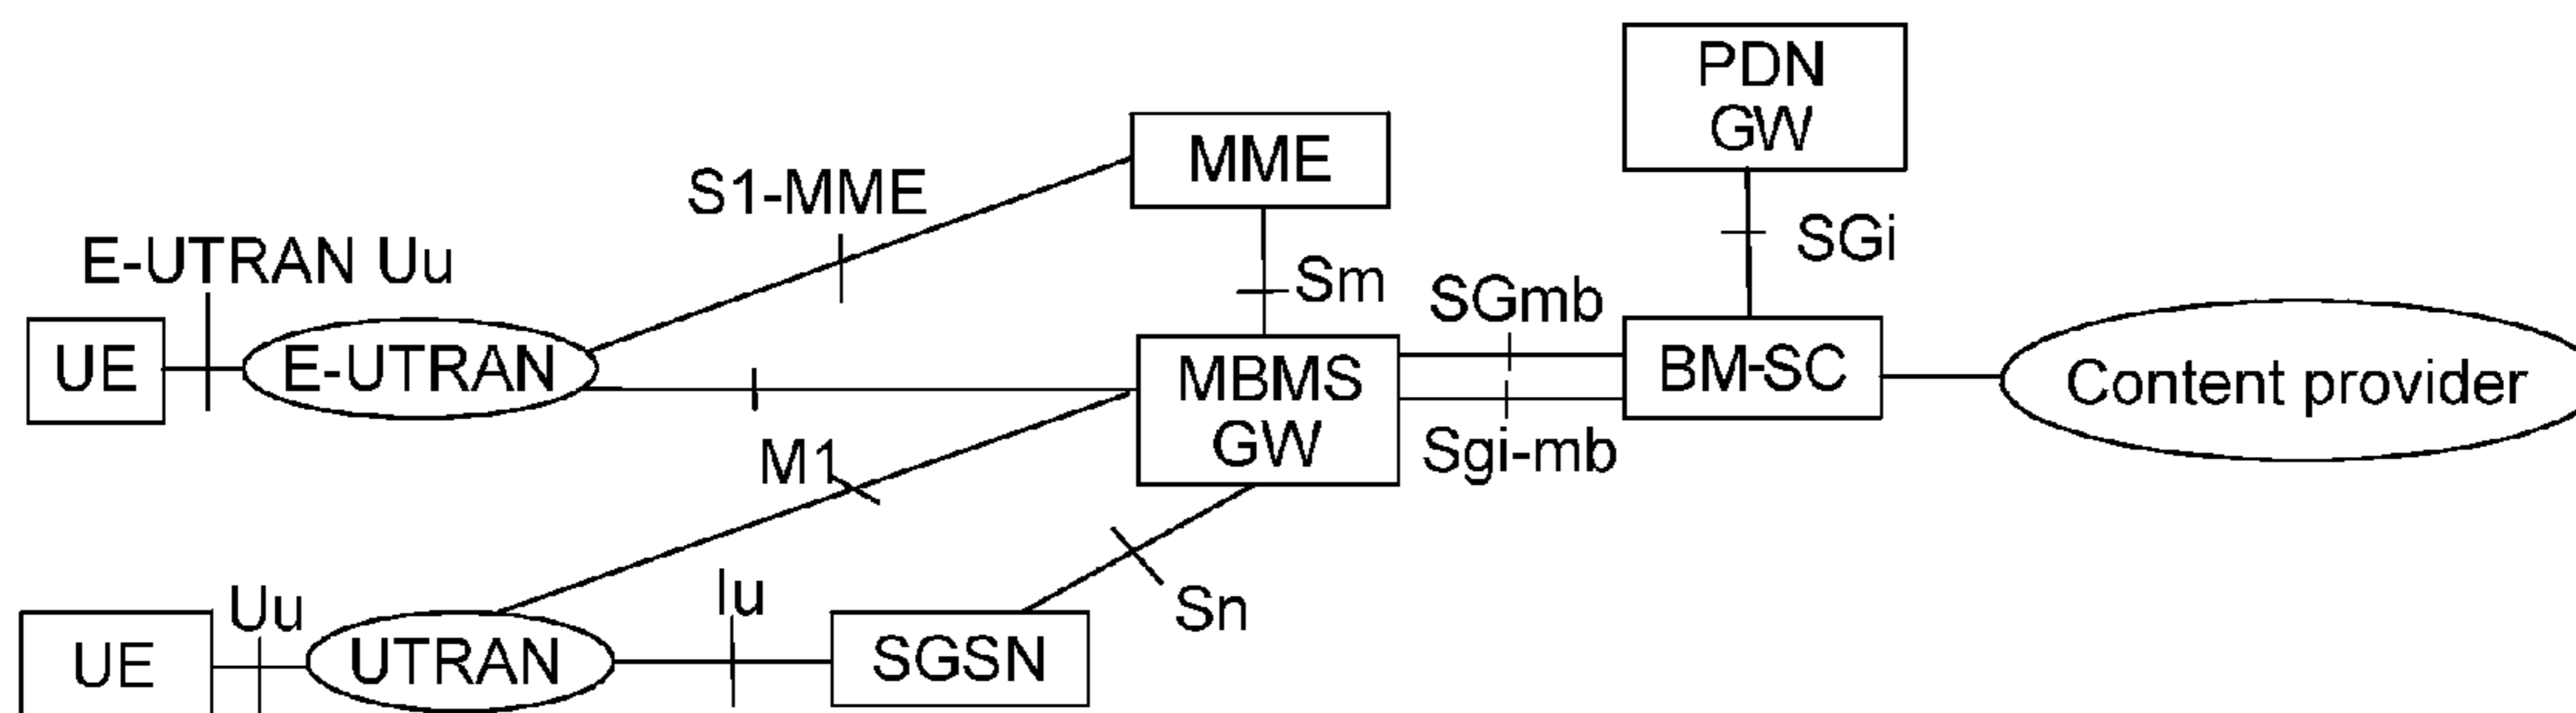 PDN
GW
MME
S1-MME
SGi
E-UTRAN Uu
Sm
SGmb
UE
E-UTRAN
MBMS
GW
BM-SC
Content provider
M1
Sgi-mb
Iu
Uu
Sn
UE
UTRAN
SGSN